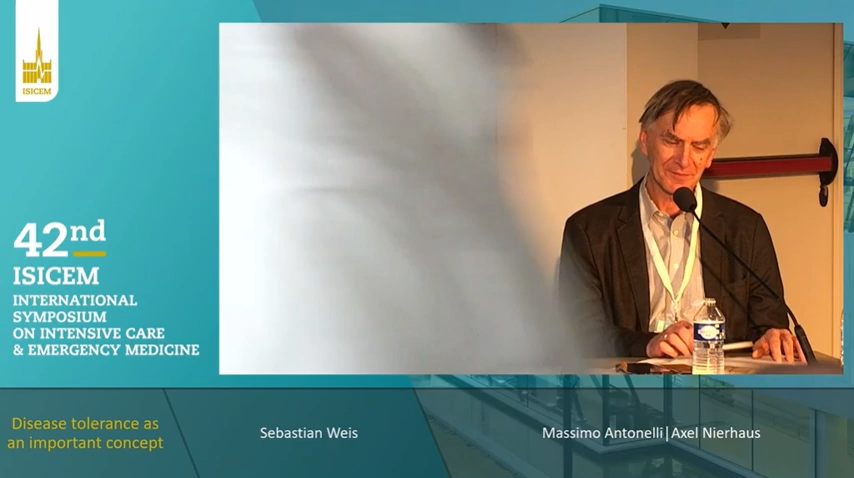 ISICEM
42nd
ISICEM
INTERNATIONAL
SYMPOSIUM
ON INTENSIVE CARE
& EMERGENCY MEDICINE
Disease tolerance as
an important concept
Sebastian Weis
Massimo Antonelli|Axel Nierhaus